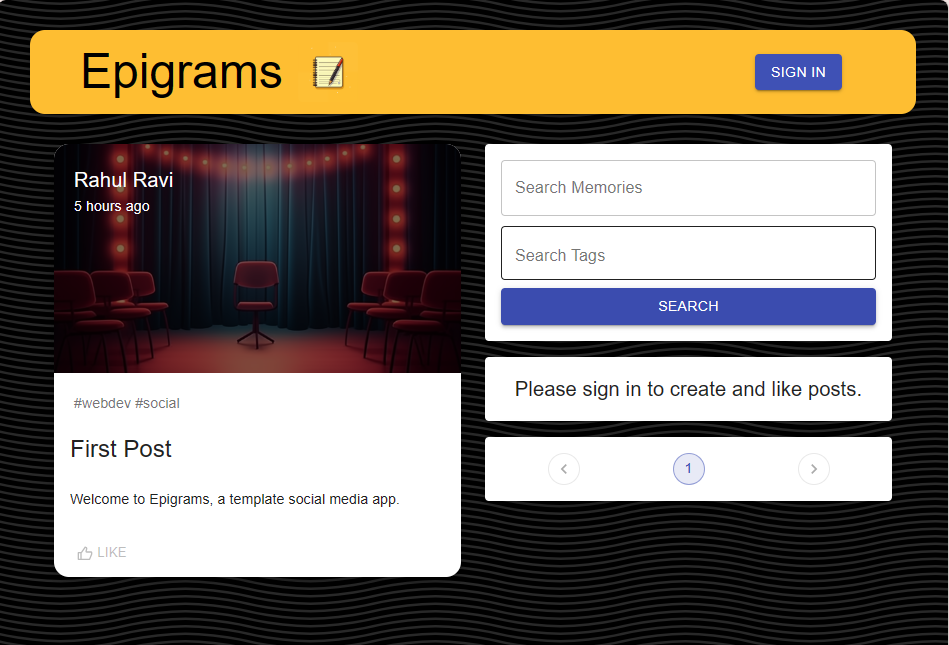 Epigrams
SIGN IN
Rahul Ravi
5 hours ago
#webdev #social
First Post
Welcome to Epigrams, a template social media app.
LIKE
Search Memories
Search Tags
SEARCH
Please sign in to create and like posts.
1